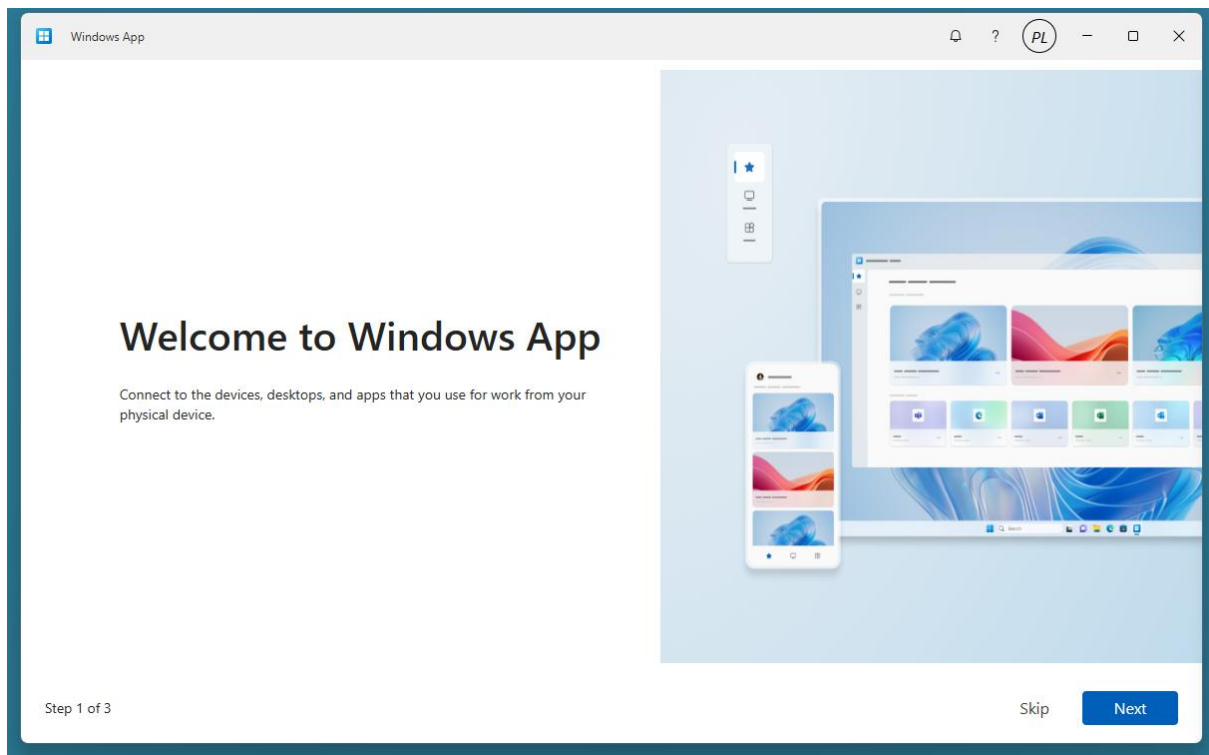 Windows App
?
PL
Welcome to Windows App
Connect to the devices, desktops, and apps that you use for work from your
physical device.
Search
Step 1 of 3
Skip
Next